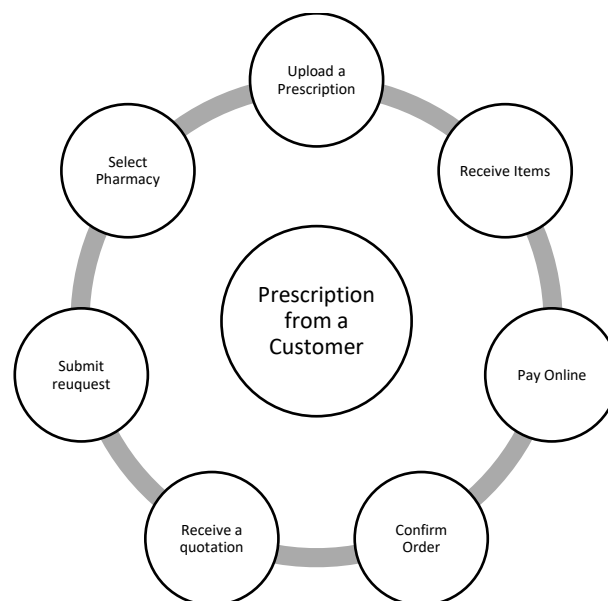 Upload a
Prescription
Select
Pharmacy
Receive Items
Prescription
from a
Customer
Submit
reuquest
Pay Online
Receive a
quotation
Confirm
Order